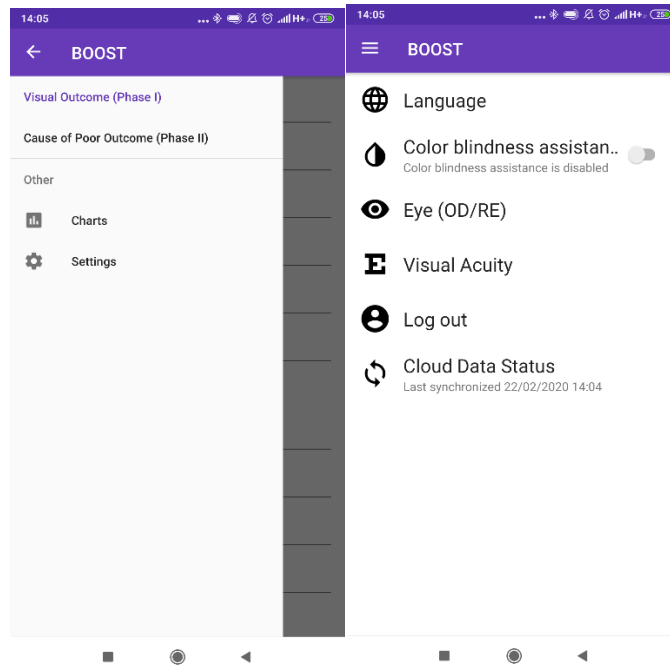 14:05
... H+ 25
BOOST
Visual Outcome (Phase I)
Cause of Poor Outcome (Phase II)
Other
Charts
Settings
14:05
... H+ 25
BOOST
Language
Color blindness assistan..
Color blindness assistance is disabled
Eye (OD/RE)
E Visual Acuity
Log out
Cloud Data Status
Last synchronized 22/02/2020 14:04